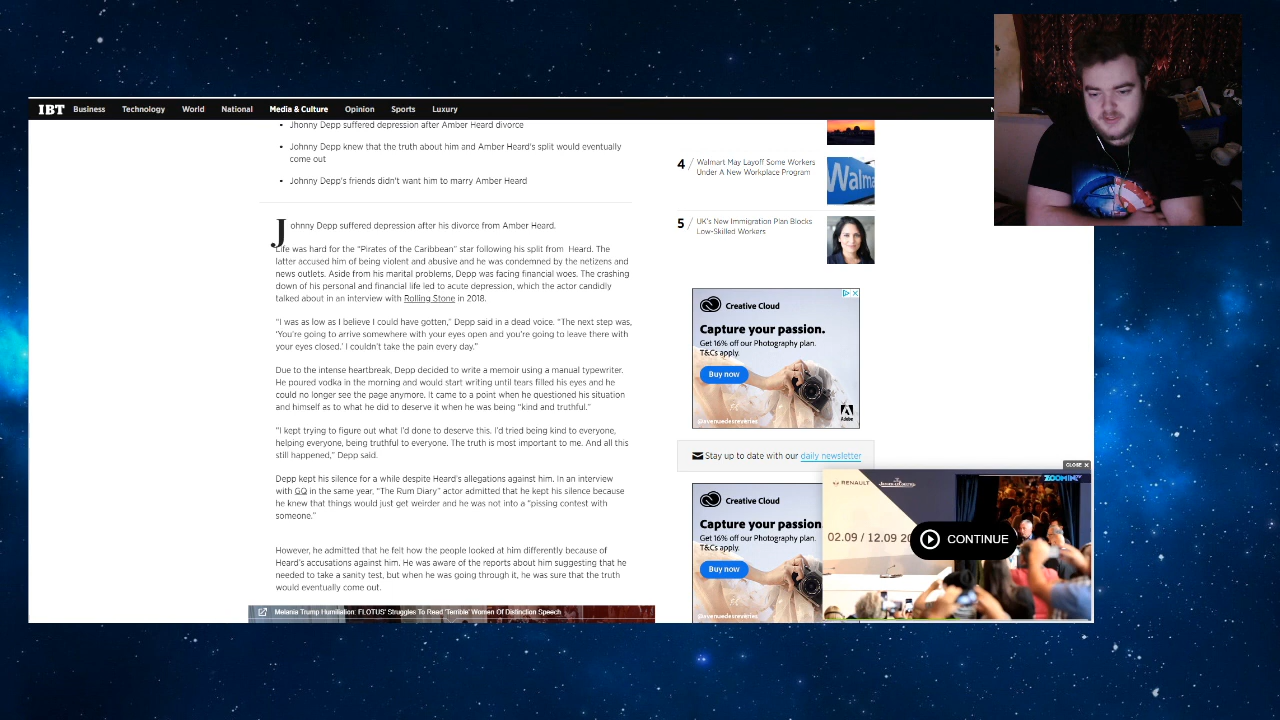 IBT Business Technology World National Media & Culture Opinion Sports Luxury
Jhonny Depp suffered depression after Amber Heard divorce
Johnny Depp knew that the truth about him and Amber Heard's split would eventually
come out
Johnny Depp's friends didn't want him to marry Amber Heard
Johnny Depp suffered depression after his divorce from Amber Heard.
Life was hard for the "Pirates of the Caribbean" star following his split from Heard. The
latter accused him of being violent and abusive and he was condemned by the netizens and
news outlets. Aside from his marital problems, Depp was facing financial woes. The crashing
down of his personal and financial life led to acute depression, which the actor candidly
talked about in an interview with Rolling Stone in 2018.
"I was as low as I believe I could have gotten," Depp said in a dead voice. "The next step was,
'You're going to arrive somewhere with your eyes open and you're going to leave there with
your eyes closed.' I couldn't take the pain every day."
Due to the intense heartbreak, Depp decided to write a memoir using a manual typewriter.
He poured vodka in the morning and would start writing until tears filled his eyes and he
could no longer see the page anymore. It came to a point when he questioned his situation
and himself as to what he did to deserve it when he was being "kind and truthful."
"I kept trying to figure out what I'd done to deserve this. I'd tried being kind to everyone,
helping everyone, being truthful to everyone. The truth is most important to me. And all this
still happened," Depp said.
Depp kept his silence for a while despite Heard's allegations against him. In an interview
with GQ in the same year, "The Rum Diary" actor admitted that he kept his silence because
he knew that things would just get weirder and he was not into a "pissing contest with
someone."
However, he admitted that he felt how the people looked at him differently because of
Heard's accusations against him. He was aware of the reports about him suggesting that he
needed to take a sanity test, but when he was going through it, he was sure that the truth
would eventually come out.
Melania Trump Humiliation: FLOTUS' Struggles To Read 'Terrible' Women Of Distinction Speech
4 / Walmart May Layoff Some Workers
Under A New Workplace Program
Walm
5 / UK's New Immigration Plan Blocks
Low-Skilled Workers
Creative Cloud
Capture your passion.
Get 16% off our Photography plan.
T&Cs apply.
Buy now
@avenuedesreveries
Adobe
Stay up to date with our daily newsletter
Creative Cloud
Capture your passion.
Get 16% off our Photography plan.
T&Cs apply.
Buy now
@avenuedesreveries
CLOSE X
RENAULT
ZOOMIN
02.09 / 12.09 20
CONTINUE